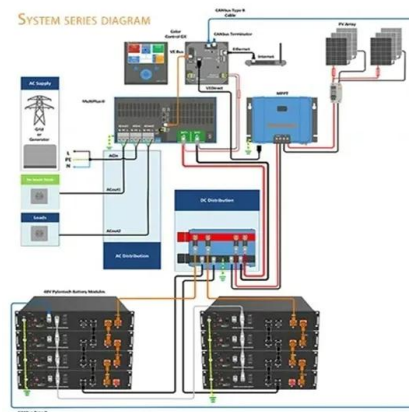 SYSTEM SERIES DIAGRAM
CANbus Type B
Cable
Color
Control GX
CANbus Terminator
VE Bus
Ethernet
Internet
PV Array
AC Supply
Grid
or
Generator
MultiPlus-II
VE Direct
MPPT
L
PE
N
ACin
ACout1
Loads
ACout2
AC Distribution
DC Distribution
48V Pylontech Battery Modules